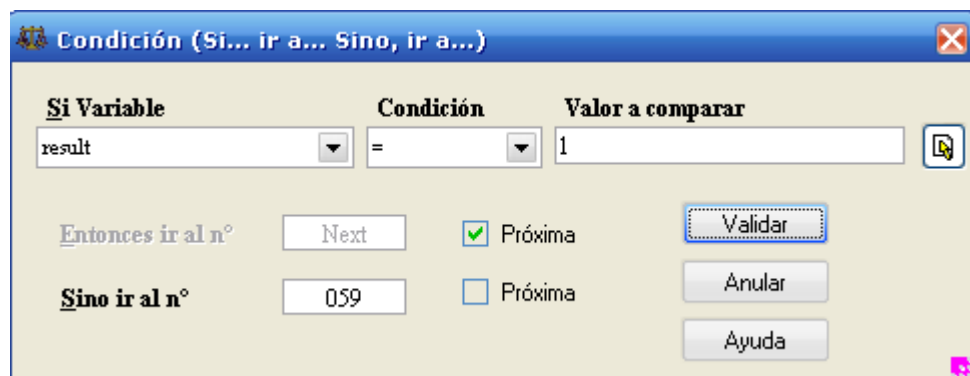 Condición (Si... ir a... Sino, ir a...)
Si Variable Condición Valor a comparar
result = 1
Entonces ir al n° Next Próxima Validar
Sino ir al n° 059 Próxima Anular
Ayuda